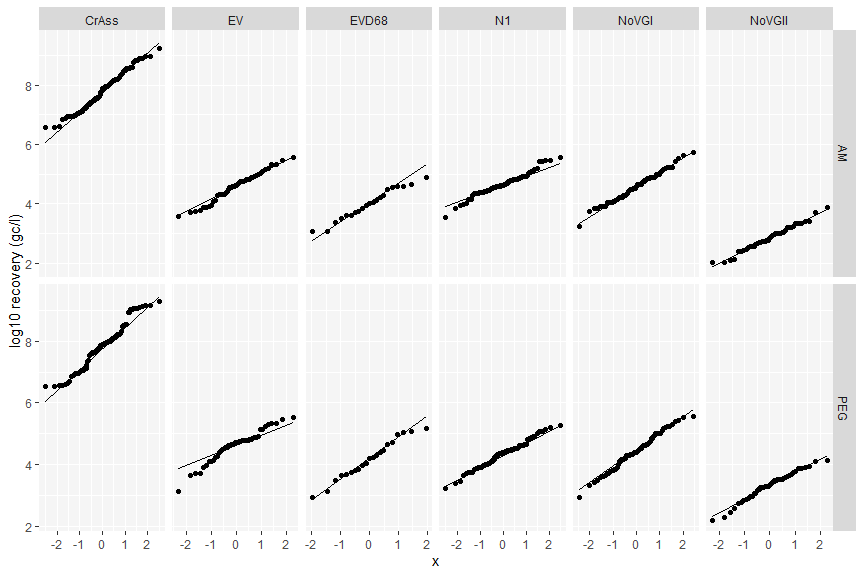 CrAss EV EVD68 N1 NoVGI NoVGII
8
6
4
2
AM
log10 recovery (gc/l)
8
6
4
2
PEG
-2 -1 0 1 2 -2 -1 0 1 2 -2 -1 0 1 2 -2 -1 0 1 2 -2 -1 0 1 2 -2 -1 0 1 2
x